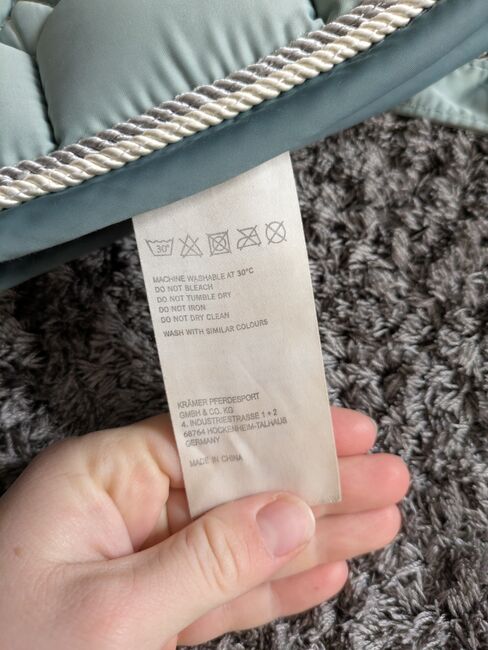 30°
MACHINE WASHABLE AT 30°C
DO NOT BLEACH
DO NOT TUMBLE DRY
DO NOT IRON
DO NOT DRY CLEAN
WASH WITH SIMILAR COLOURS
KRÄMER PFERDESPORT
GMBH & CO. KG
4. INDUSTRIESTRASSE 1 + 2
68764 HOCKENHEIM-TALHAUS
GERMANY
MADE IN CHINA